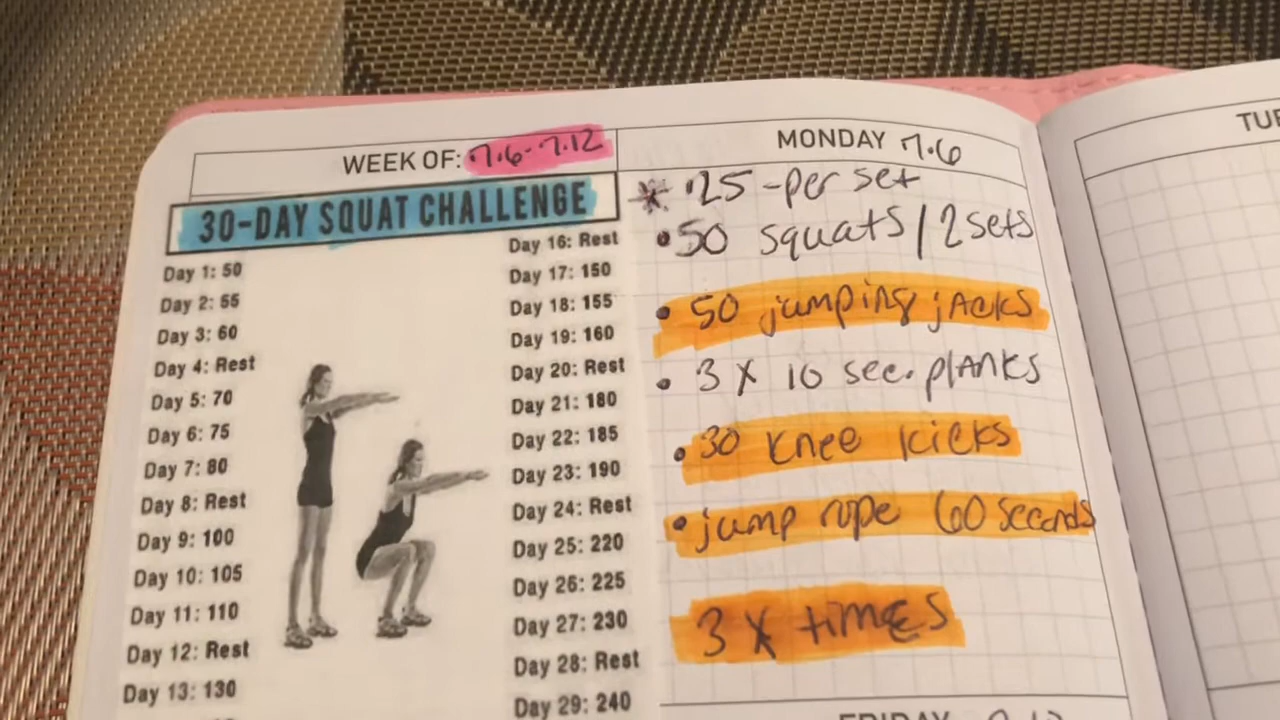 WEEK OF: 7.6-7.12
30-DAY SQUAT CHALLENGE
Day 1: 50
Day 2: 55
Day 3: 60
Day 4: Rest
Day 5: 70
Day 6: 75
Day 7: 80
Day 8: Rest
Day 9: 100
Day 10: 105
Day 11: 110
Day 12: Rest
Day 13: 130
Day 16: Rest
Day 17: 150
Day 18: 155
Day 19: 160
Day 20: Rest
Day 21: 180
Day 22: 185
Day 23: 190
Day 24: Rest
Day 25: 220
Day 26: 225
Day 27: 230
Day 28: Rest
Day 29: 240
MONDAY 7.6
* 25 -per set
• 50 squats / 2 sets
• 50 jumping jacks
• 3 X 10 sec. planks
• 30 knee kicks
• jump rope 60 seconds
3 X times
FRIDAY
TUE